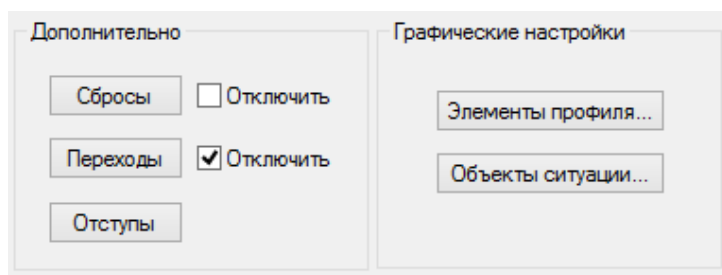 Дополнительно
Сбросы
Отключить
Переходы
Отключить
Отступы
Графические настройки
Элементы профиля...
Объекты ситуации...